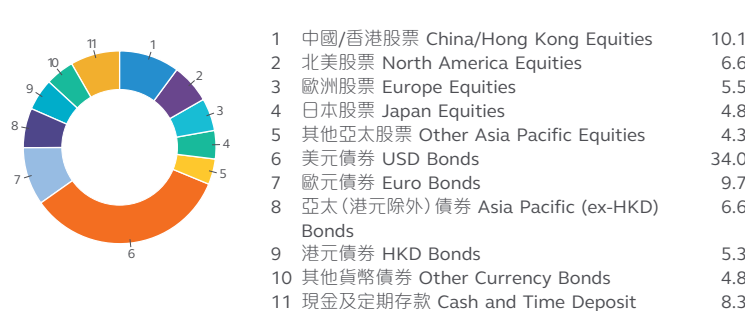 1 中國/香港股票 China/Hong Kong Equities 10.1
2 北美股票 North America Equities 6.6
3 歐洲股票 Europe Equities 5.5
4 日本股票 Japan Equities 4.8
5 其他亞太股票 Other Asia Pacific Equities 4.3
6 美元債券 USD Bonds 34.0
7 歐元債券 Euro Bonds 9.7
8 亞太(港元除外)債券 Asia Pacific (ex-HKD) 6.6
Bonds
9 港元債券 HKD Bonds 5.3
10 其他貨幣債券 Other Currency Bonds 4.8
11 現金及定期存款 Cash and Time Deposit 8.3
1
2
3
4
5
6
7
8
9
10
11